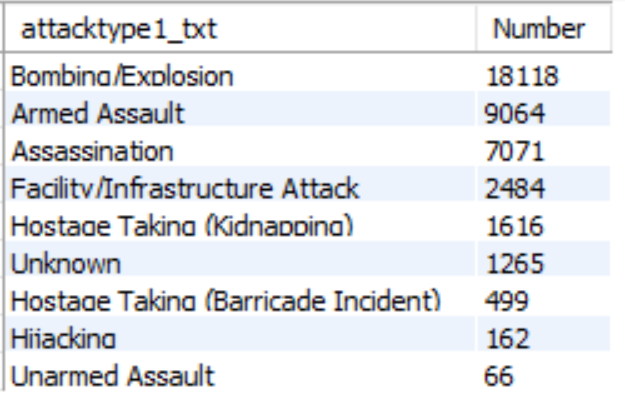 attacktype1_txt Number
Bombing/Explosion 18118
Armed Assault 9064
Assassination 7071
Facility/Infrastructure Attack 2484
Hostage Taking (Kidnapping) 1616
Unknown 1265
Hostage Taking (Barricade Incident) 499
Hijacking 162
Unarmed Assault 66